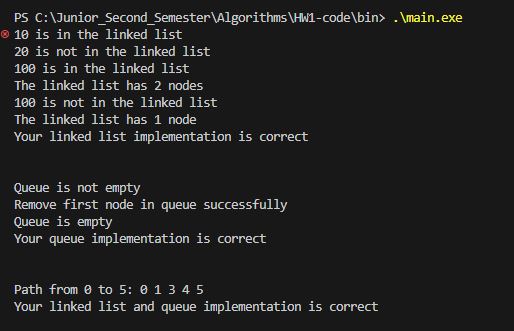 PS C:\Junior_Second_Semester\Algorithms\HW1-code\bin> .\main.exe
10 is in the linked list
20 is not in the linked list
100 is in the linked list
The linked list has 2 nodes
100 is not in the linked list
The linked list has 1 node
Your linked list implementation is correct
Queue is not empty
Remove first node in queue successfully
Queue is empty
Your queue implementation is correct
Path from 0 to 5: 0 1 3 4 5
Your linked list and queue implementation is correct